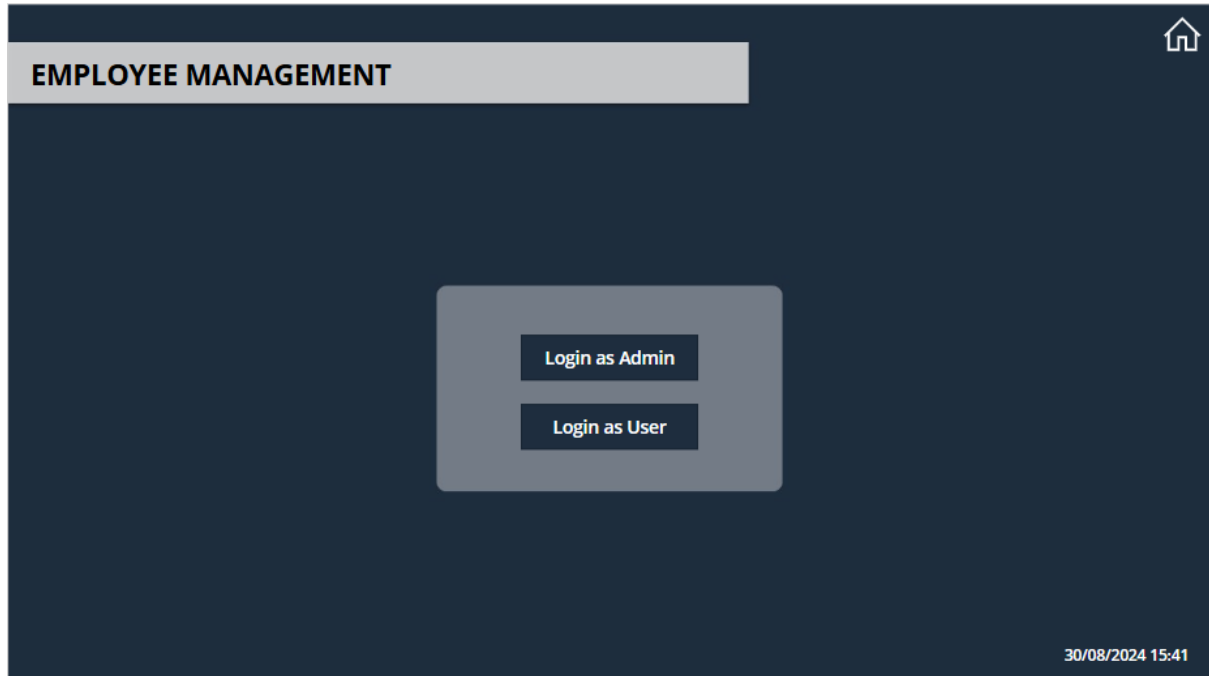 EMPLOYEE MANAGEMENT
Login as Admin
Login as User
30/08/2024 15:41